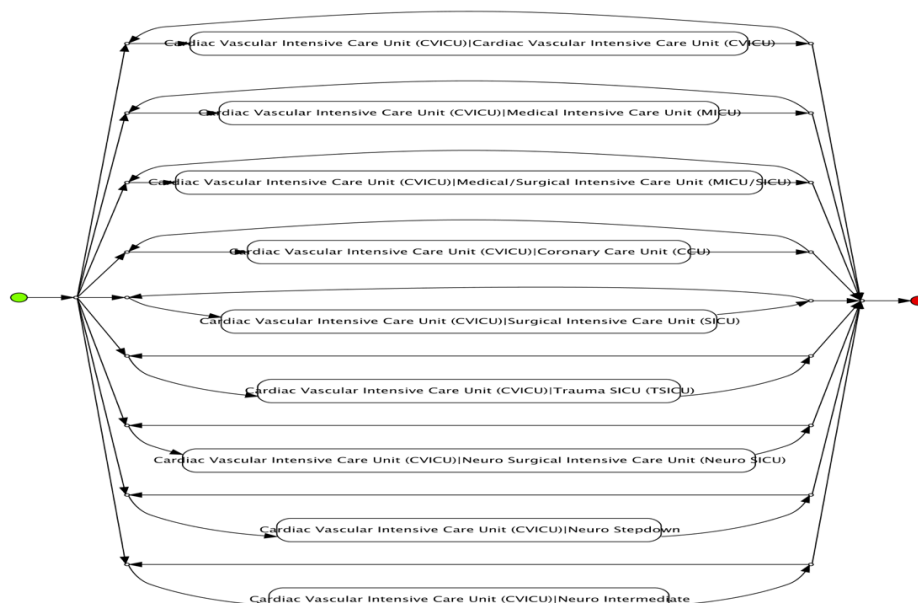 Cardiac Vascular Intensive Care Unit (CVICU)|Cardiac Vascular Intensive Care Unit (CVICU)
Cardiac Vascular Intensive Care Unit (CVICU)|Medical Intensive Care Unit (MICU)
Cardiac Vascular Intensive Care Unit (CVICU)|Medical/Surgical Intensive Care Unit (MICU/SICU)
Cardiac Vascular Intensive Care Unit (CVICU)|Coronary Care Unit (CCU)
Cardiac Vascular Intensive Care Unit (CVICU)|Surgical Intensive Care Unit (SICU)
Cardiac Vascular Intensive Care Unit (CVICU)|Trauma SICU (TSICU)
Cardiac Vascular Intensive Care Unit (CVICU)|Neuro Surgical Intensive Care Unit (Neuro SICU)
Cardiac Vascular Intensive Care Unit (CVICU)|Neuro Stepdown
Cardiac Vascular Intensive Care Unit (CVICU)|Neuro Intermediate